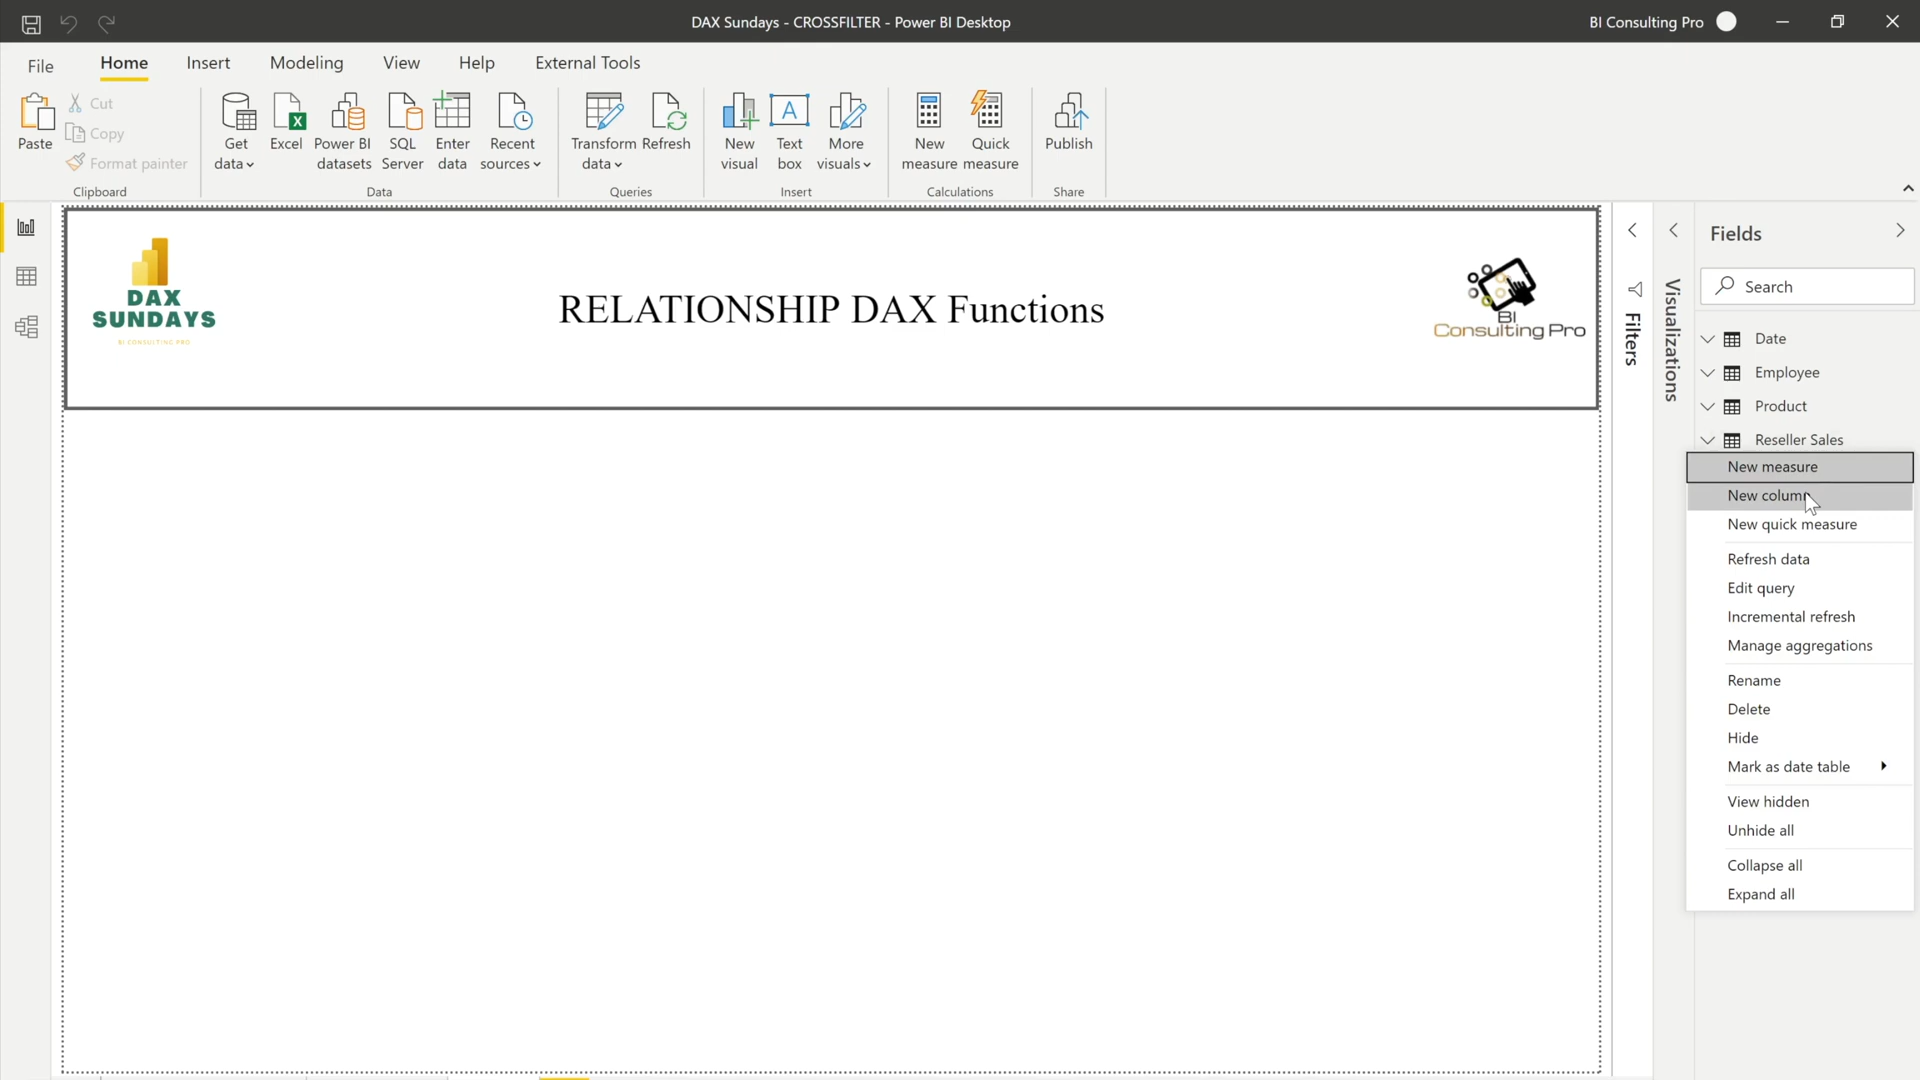 DAX Sundays - CROSSFILTER - Power BI Desktop
BI Consulting Pro
File
Home
Insert
Modeling
View
Help
External Tools
Paste
Cut
Copy
Format painter
Clipboard
Get data
Excel
Power BI datasets
SQL Server
Enter data
Recent sources
Data
Transform data
Refresh
Queries
New visual
Text box
More visuals
Insert
New measure
Quick measure
Calculations
Publish
Share
DAX
SUNDAYS
BI CONSULTING PRO
RELATIONSHIP DAX Functions
BI
Consulting Pro
Filters
Visualizations
Fields
Search
Date
Employee
Product
Reseller Sales
New measure
New column
New quick measure
Refresh data
Edit query
Incremental refresh
Manage aggregations
Rename
Delete
Hide
Mark as date table
View hidden
Unhide all
Collapse all
Expand all